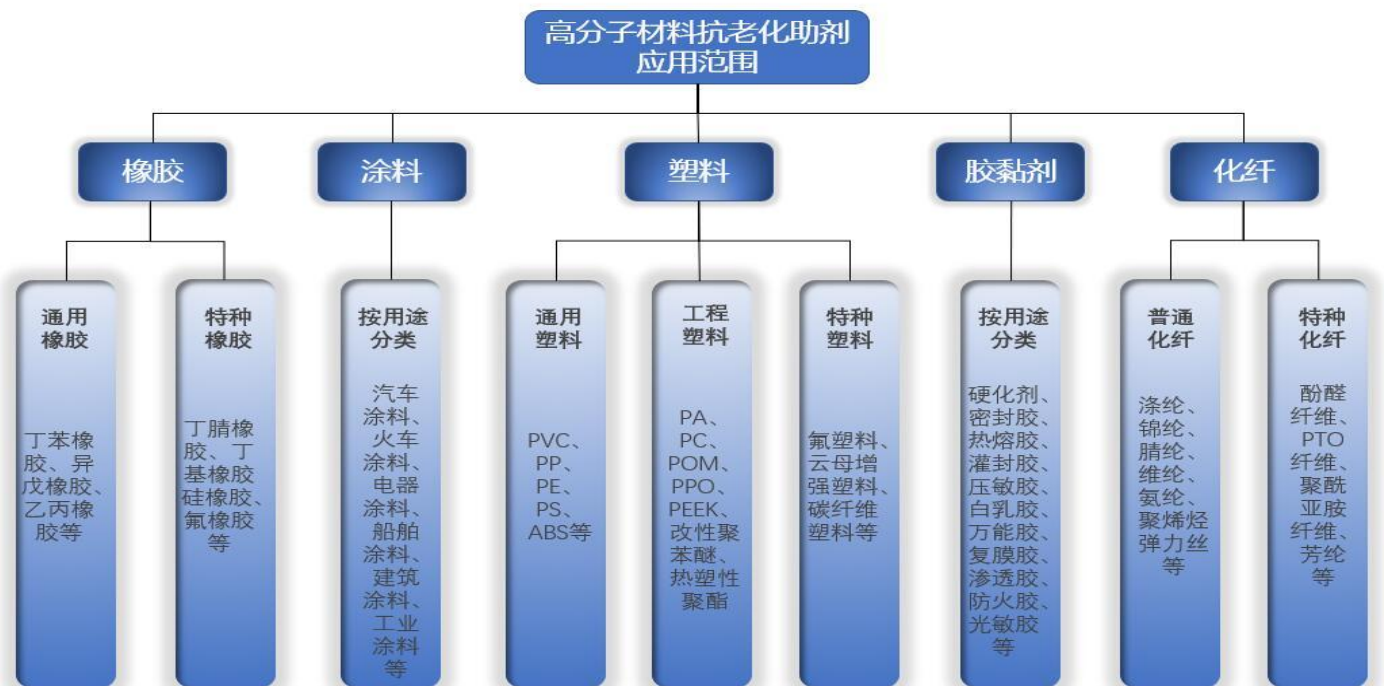 高分子材料抗老化助剂
应用范围
橡胶
涂料
塑料
胶黏剂
化纤
通用
橡胶
丁苯橡
胶、异
戊橡胶、
乙丙橡
胶等
特种
橡胶
丁腈橡
胶、丁
基橡胶
硅橡胶、
氟橡胶
等
按用途
分类
汽车
涂料、
火车
涂料、
电器
涂料、
船舶
涂料、
建筑
涂料、
工业
涂料
等
通用
塑料
PVC、
PP、
PE、
PS、
ABS等
工程
塑料
PA、
PC、
POM、
PPO、
PEEK、
改性聚
苯醚、
热塑性
聚酯
特种
塑料
氟塑料、
云母增
强塑料、
碳纤维
塑料等
按用途
分类
硬化剂、
密封胶、
热熔胶、
灌封胶、
压敏胶、
白乳胶、
万能胶、
复膜胶、
渗透胶、
防火胶、
光敏胶
等
普通
化纤
涤纶、
锦纶、
腈纶、
维纶、
氨纶、
聚烯烃
弹力丝
等
特种
化纤
酚醛
纤维、
PTO
纤维、
聚酰
亚胺
纤维、
芳纶
等